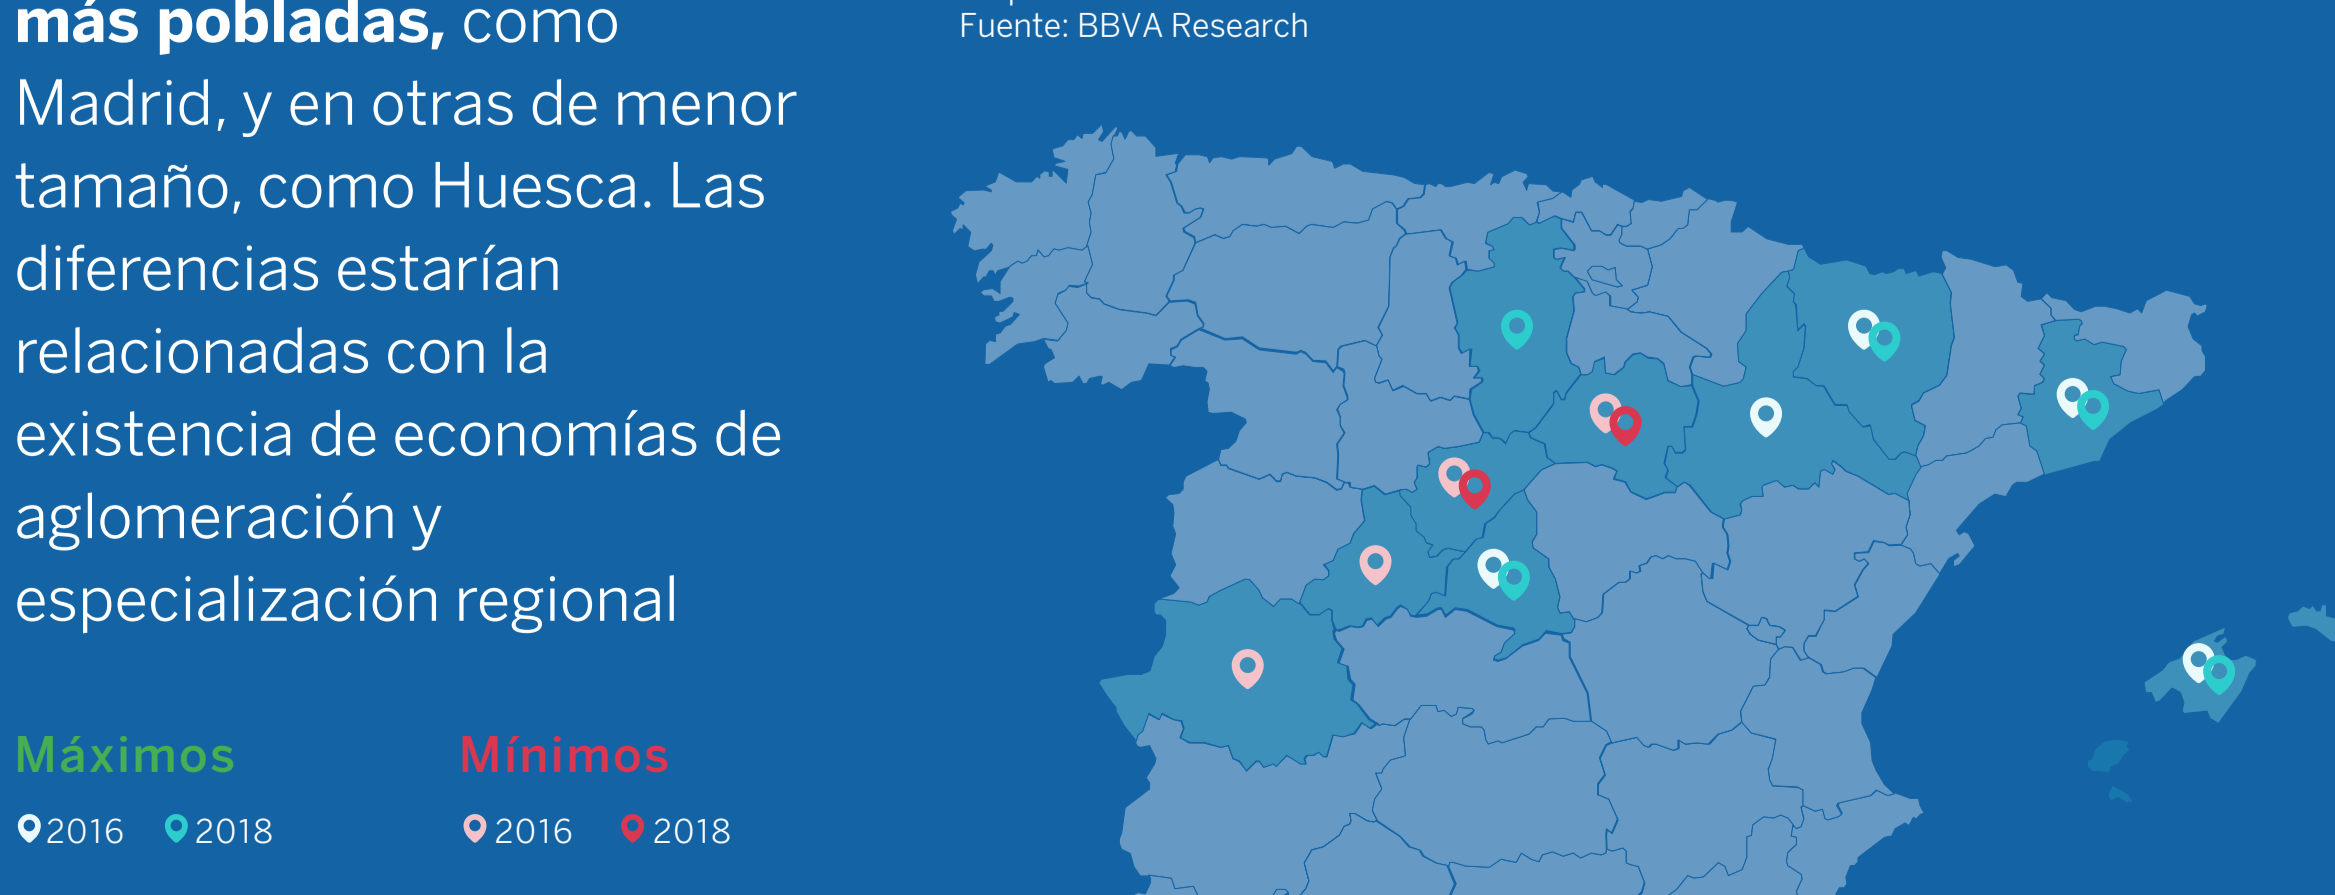 más pobladas, como
Madrid, y en otras de menor
tamaño, como Huesca. Las
diferencias estarían
relacionadas con la
existencia de economías de
aglomeración y
especialización regional
Máximos
2016
2018
Mínimos
2016
2018
Fuente: BBVA Research